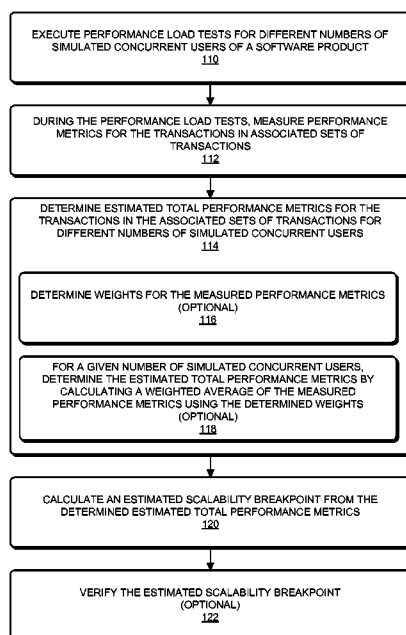 EXECUTE PERFORMANCE LOAD TESTS FOR DIFFERENT NUMBERS OF
SIMULATED CONCURRENT USERS OF A SOFTWARE PRODUCT
110
DURING THE PERFORMANCE LOAD TESTS, MEASURE PERFORMANCE
METRICS FOR THE TRANSACTIONS IN ASSOCIATED SETS OF
TRANSACTIONS
112
DETERMINE ESTIMATED TOTAL PERFORMANCE METRICS FOR THE
TRANSACTIONS IN THE ASSOCIATED SETS OF TRANSACTIONS FOR
DIFFERENT NUMBERS OF SIMULATED CONCURRENT USERS
114
DETERMINE WEIGHTS FOR THE MEASURED PERFORMANCE METRICS
(OPTIONAL)
116
FOR A GIVEN NUMBER OF SIMULATED CONCURRENT USERS,
DETERMINE THE ESTIMATED TOTAL PERFORMANCE METRICS BY
CALCULATING A WEIGHTED AVERAGE OF THE MEASURED
PERFORMANCE METRICS USING THE DETERMINED WEIGHTS
(OPTIONAL)
118
CALCULATE AN ESTIMATED SCALABILITY BREAKPOINT FROM THE
DETERMINED ESTIMATED TOTAL PERFORMANCE METRICS
120
VERIFY THE ESTIMATED SCALABILITY BREAKPOINT
(OPTIONAL)
122